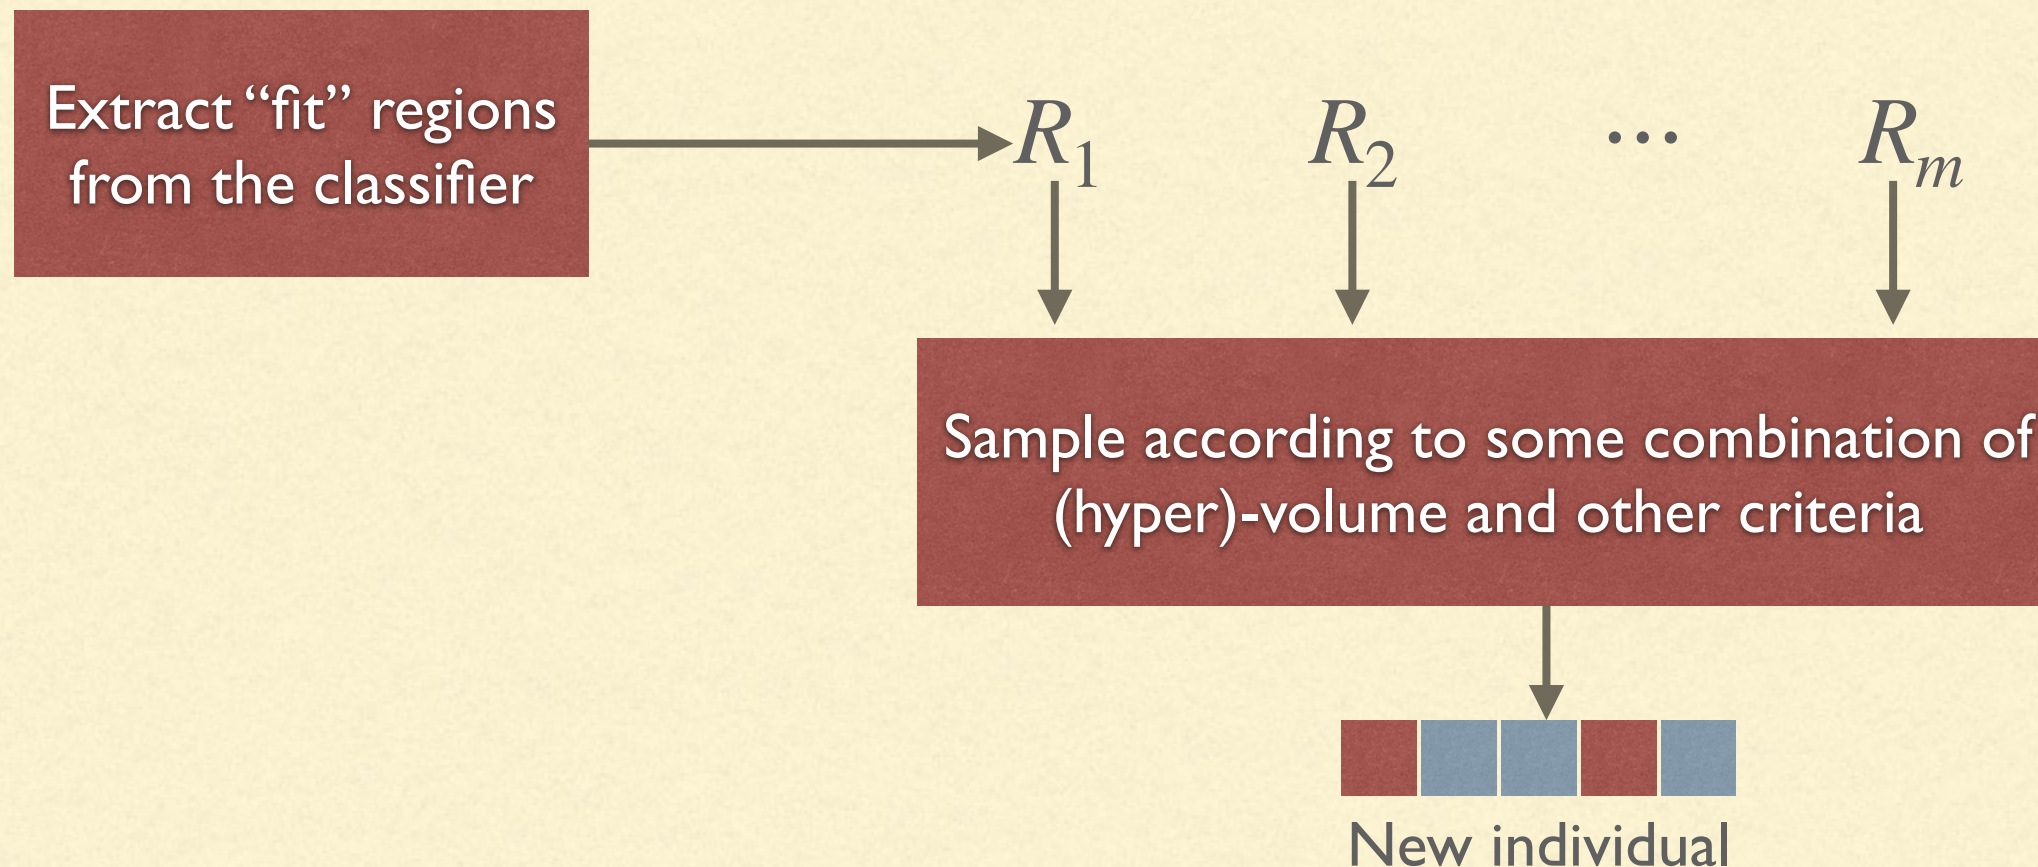 Extract “fit” regions
from the classifier
R₁ R₂ ··· Rₘ
Sample according to some combination of
(hyper)-volume and other criteria
New individual